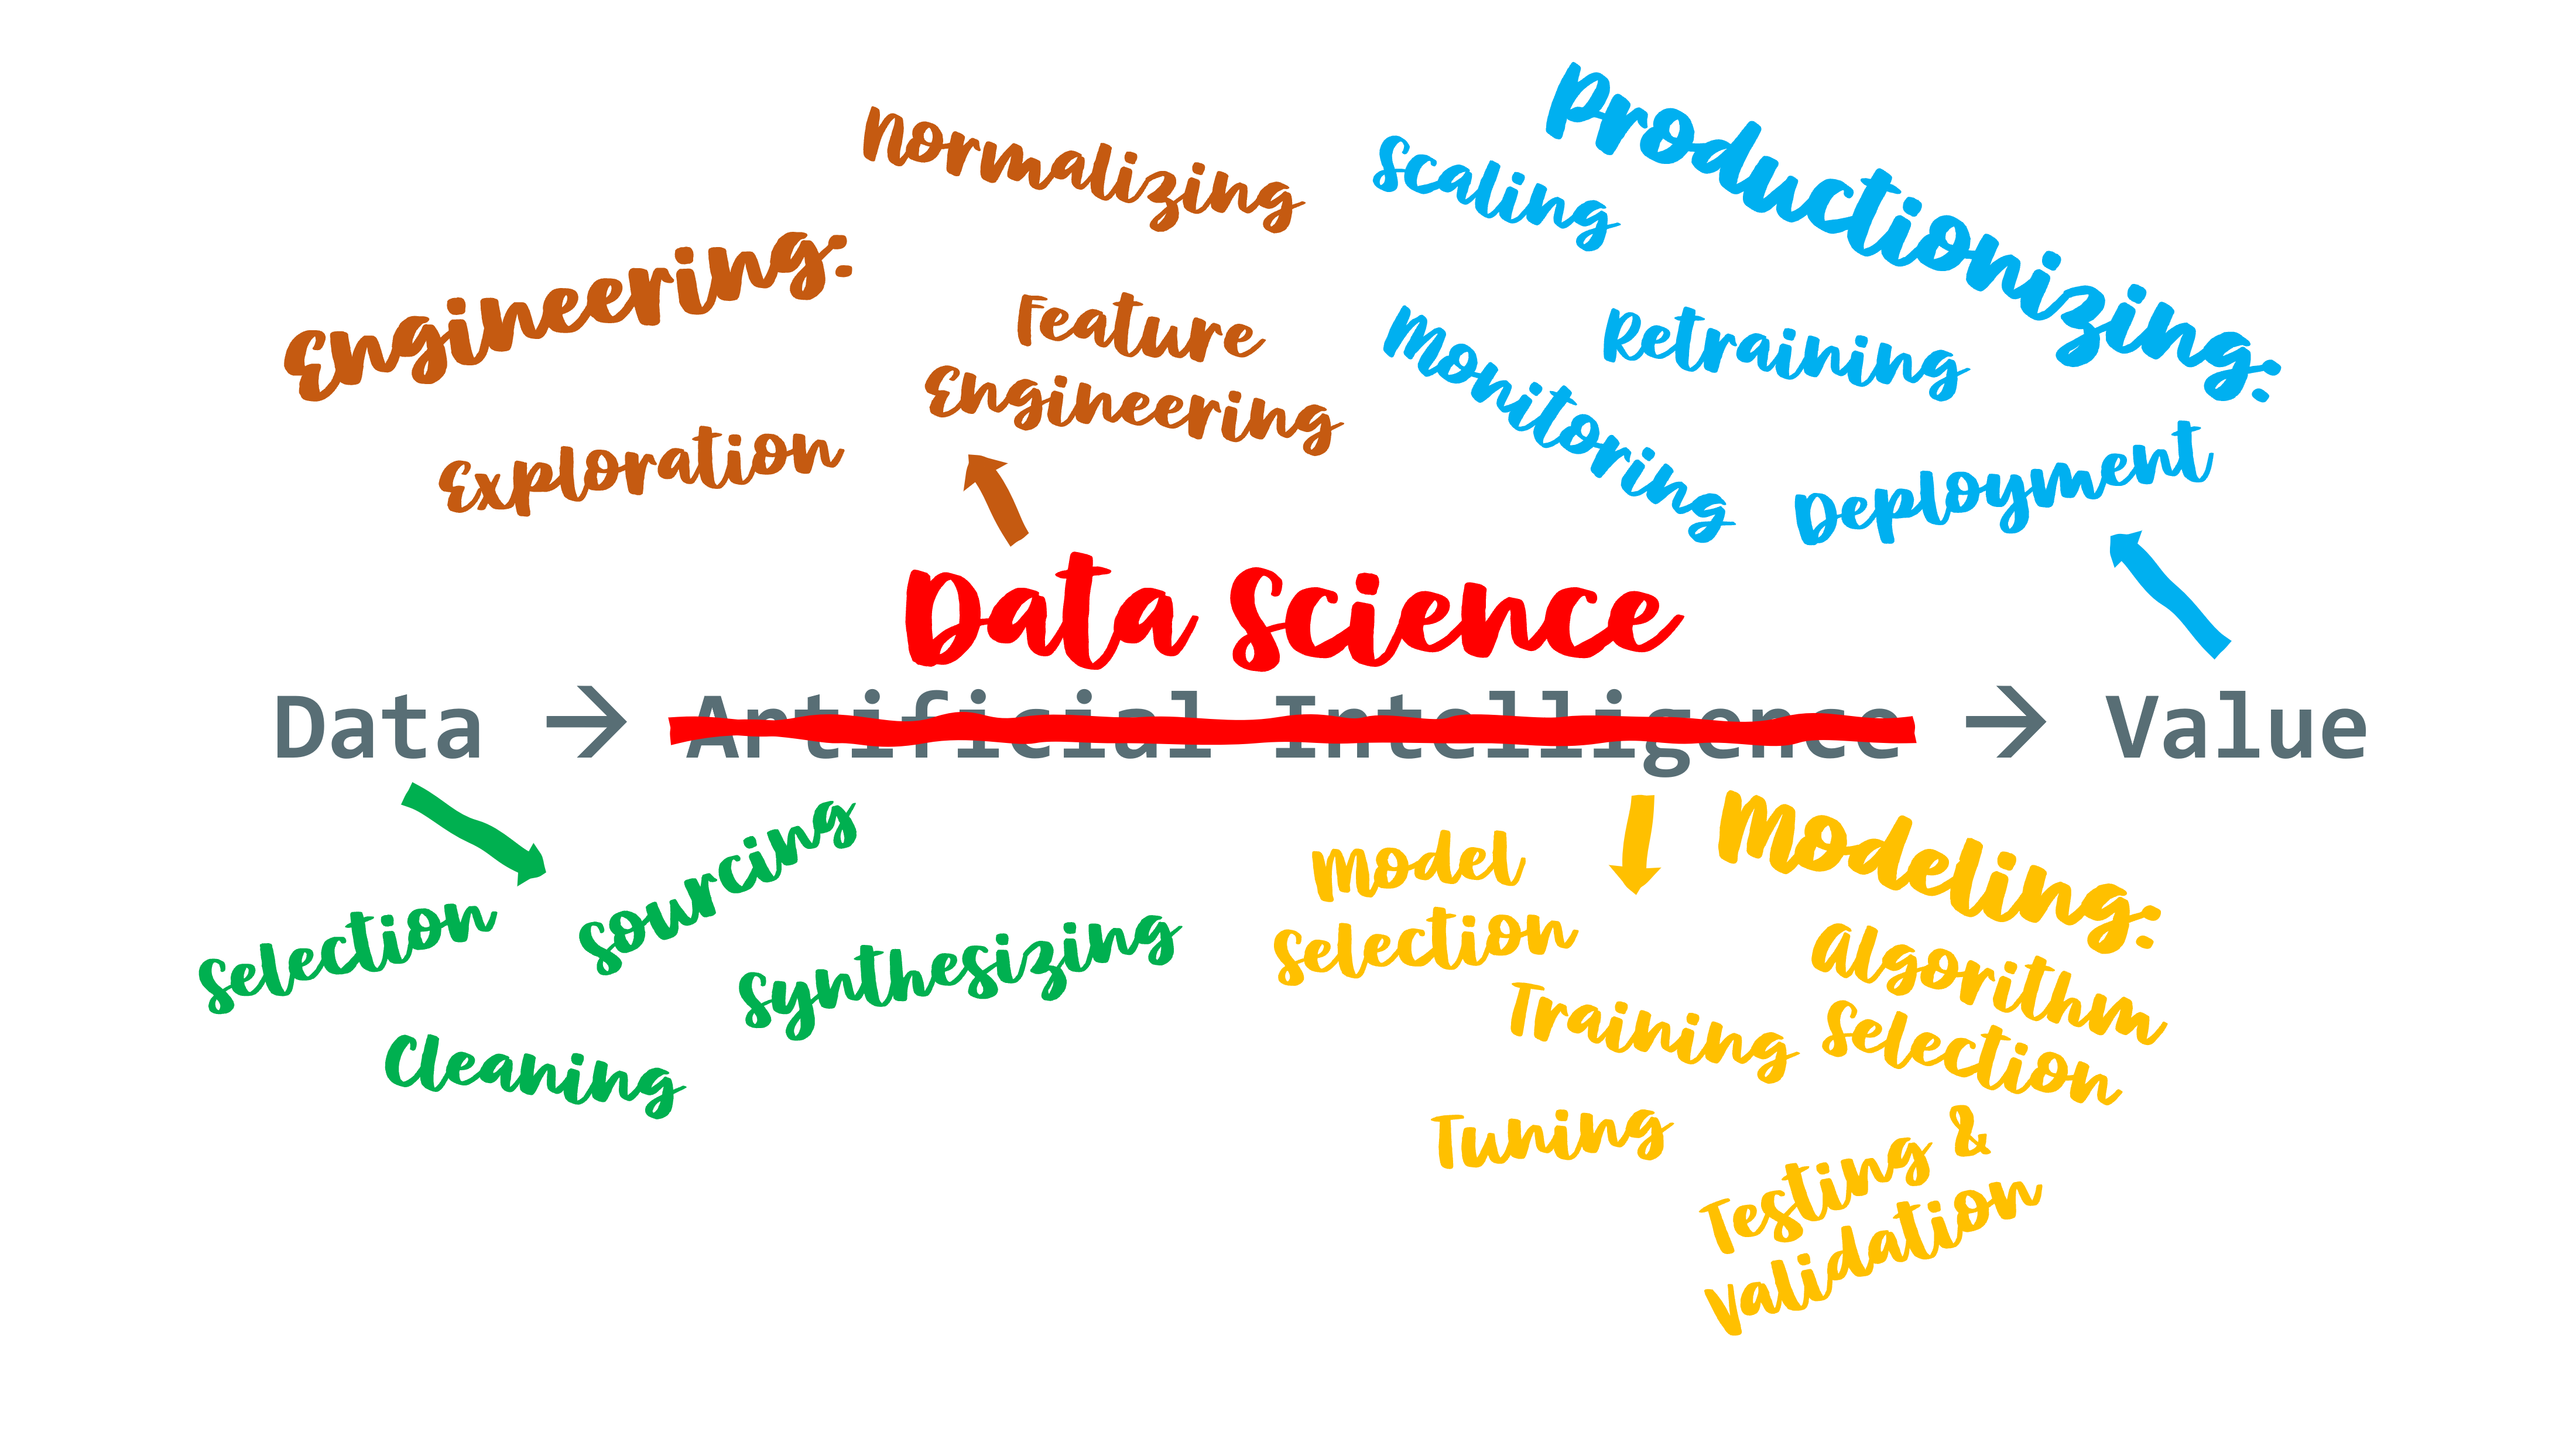 Productionizing:
Scaling
Retraining
Monitoring
Deployment
Normalizing
Engineering:
Feature
Engineering
Exploration
Data Science
Data → Artificial Intelligence → Value
Selection
Sourcing
Synthesizing
Cleaning
Modeling:
Model
Selection
Algorithm
Selection
Training
Tuning
Testing &
Validation